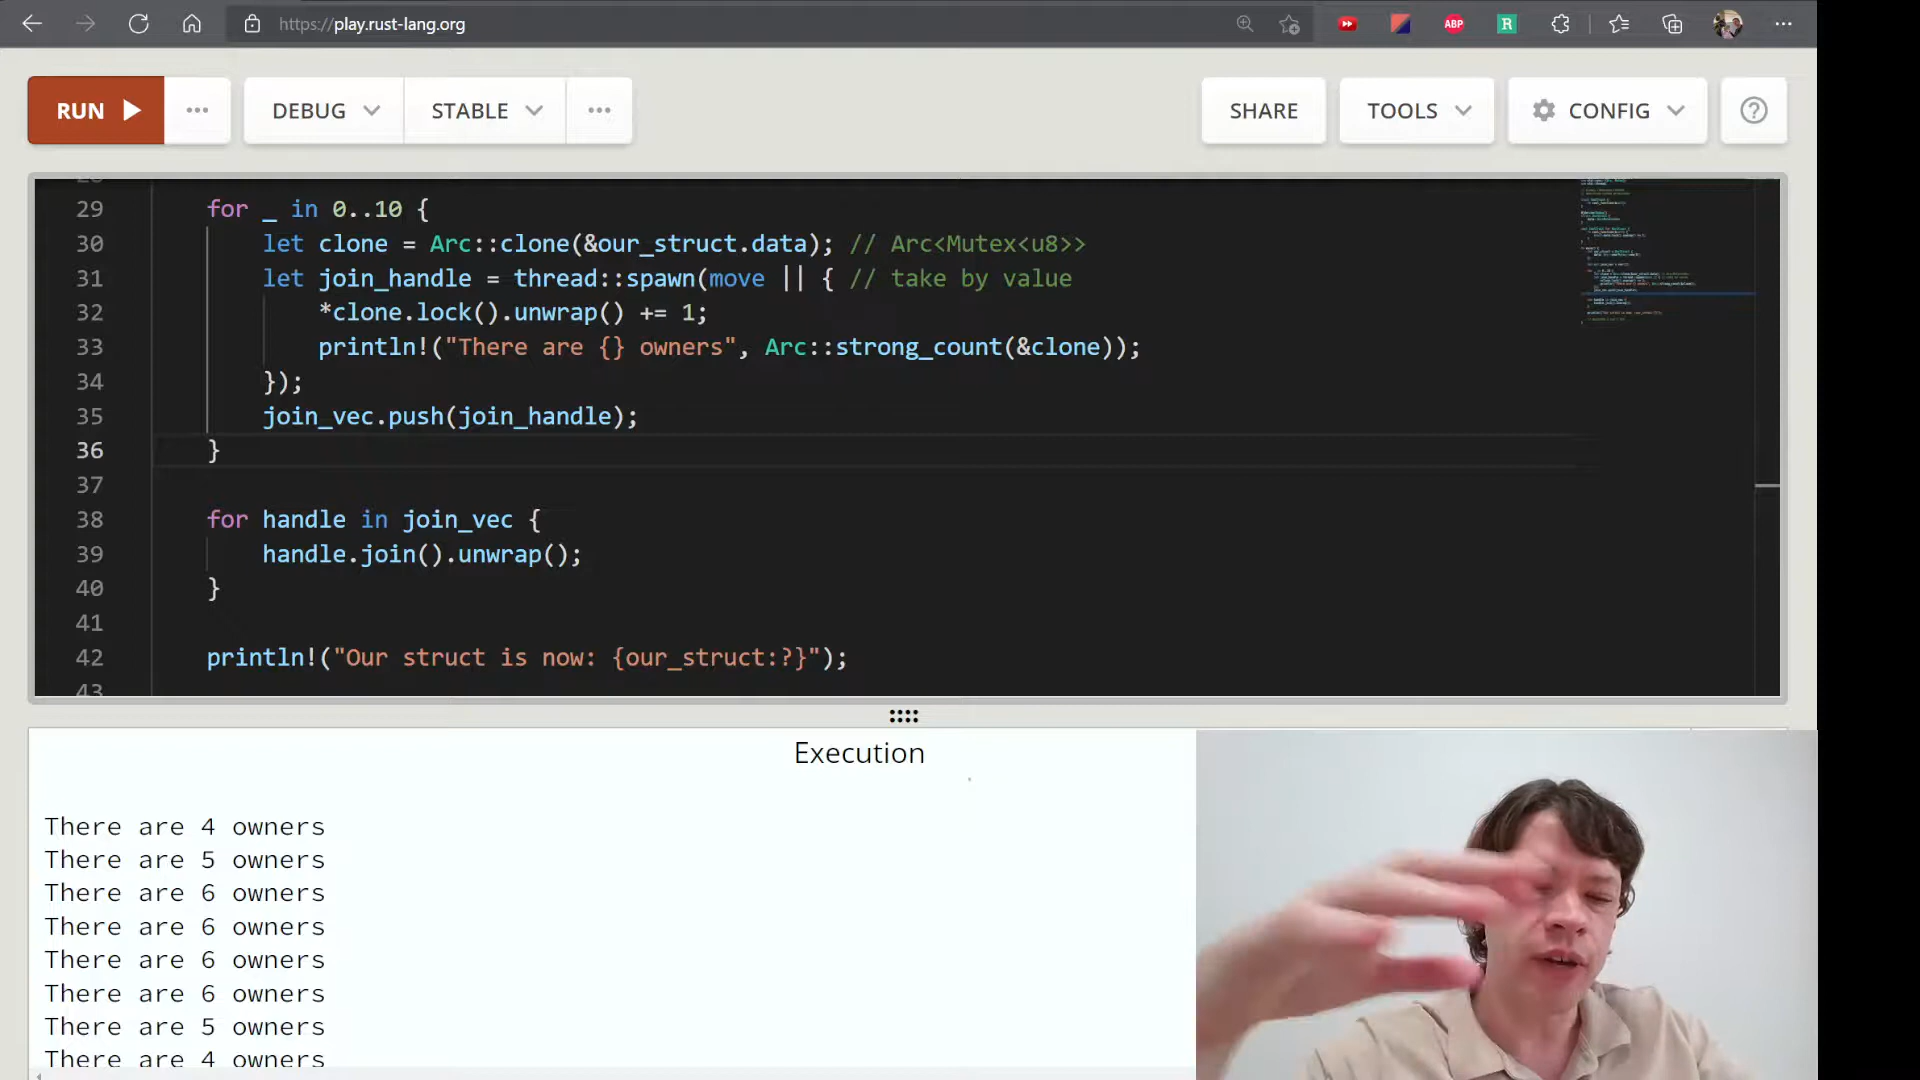 https://play.rust-lang.org
ABP
R
RUN
DEBUG
STABLE
SHARE
TOOLS
CONFIG
29 for _ in 0..10 {
30 let clone = Arc::clone(&our_struct.data); // Arc<Mutex<u8>>
31 let join_handle = thread::spawn(move || { // take by value
32 *clone.lock().unwrap() += 1;
33 println!("There are {} owners", Arc::strong_count(&clone));
34 });
35 join_vec.push(join_handle);
36 }
37
38 for handle in join_vec {
39 handle.join().unwrap();
40 }
41
42 println!("Our struct is now: {our_struct:?}");
43
Execution
There are 4 owners
There are 5 owners
There are 6 owners
There are 6 owners
There are 6 owners
There are 6 owners
There are 5 owners
There are 4 owners